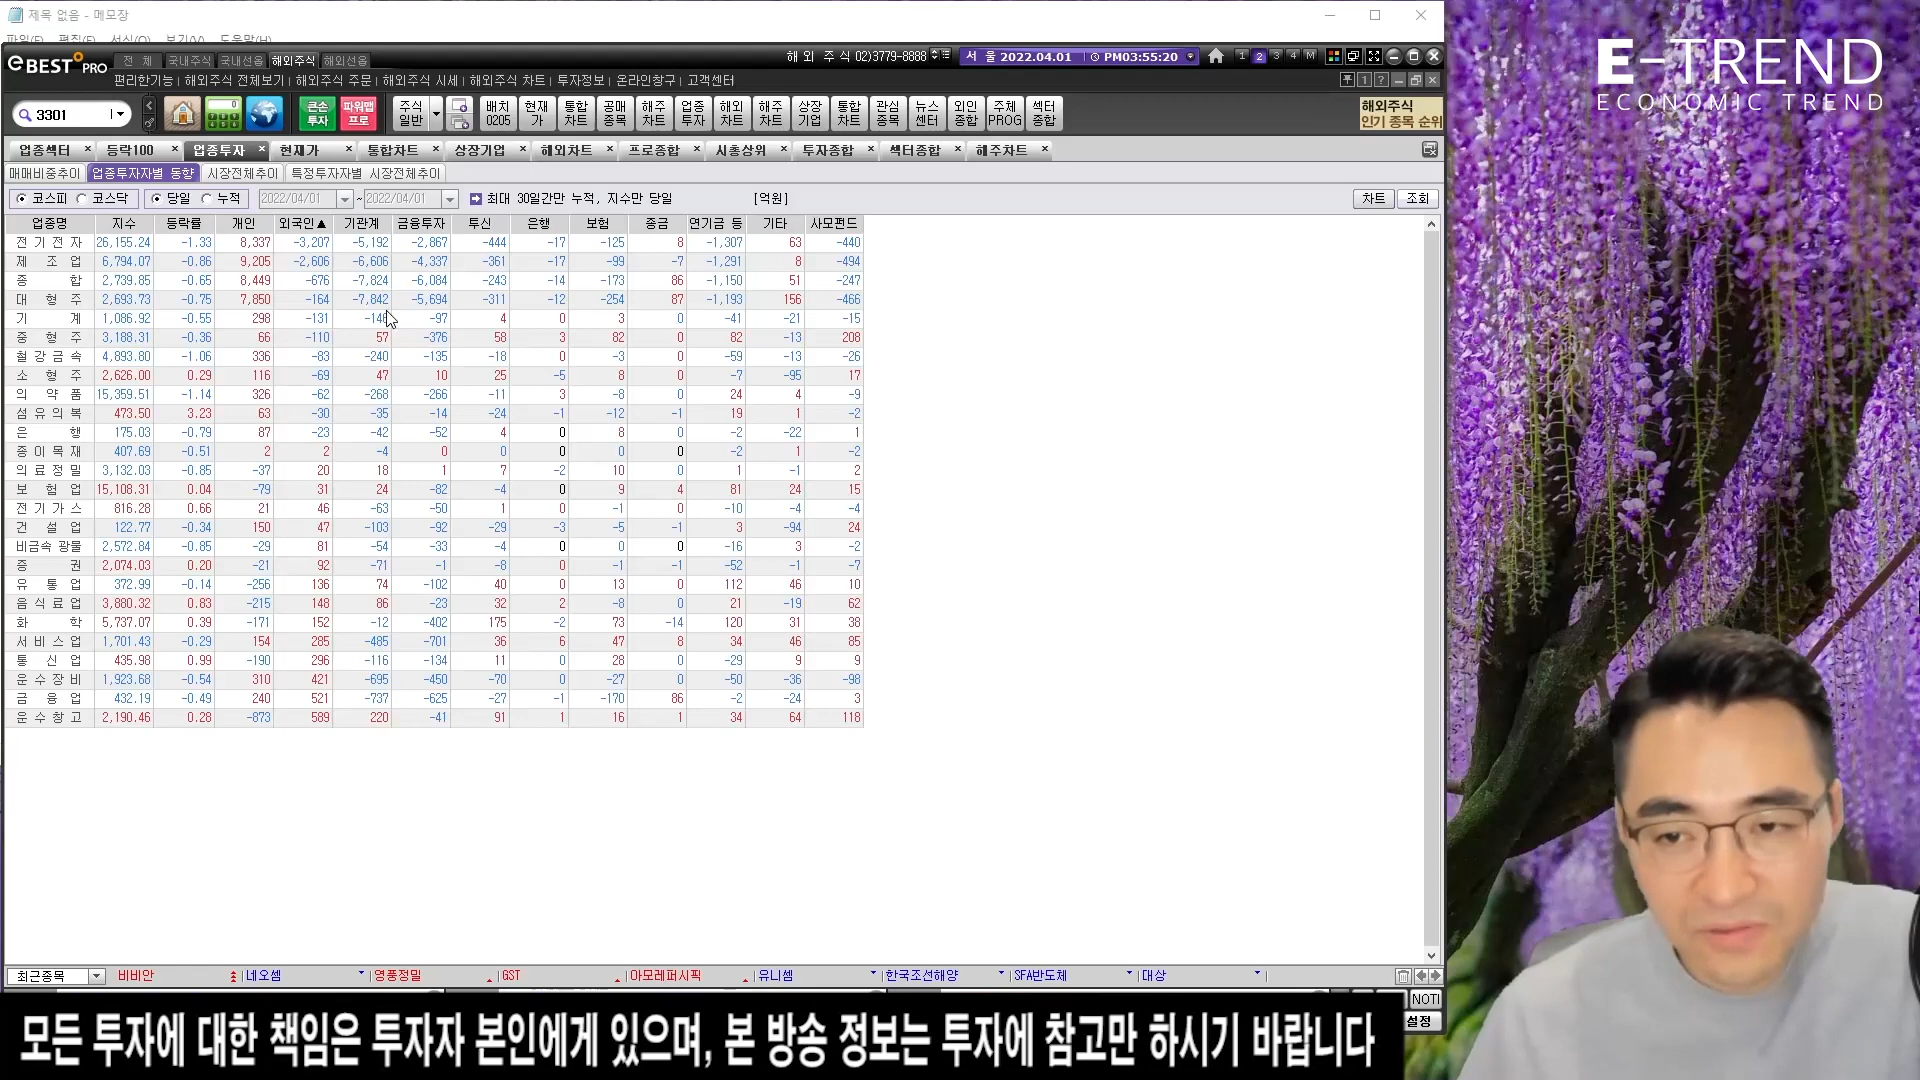 제목 없음 - 메모장
파일(F) 편집(E) 서식(O) 보기(V) 도움말(H)
eBEST PRO 전 체 국내주식 국내선옵 해외주식 해외선옵 해 외 주 식 02)3779-8888 서 울 2022.04.01 PM03:55:20 1 2 3 4 M
편리한기능 | 해외주식 전체보기 | 해외주식 주문 | 해외주식 시세 | 해외주식 차트 | 투자정보 | 온라인창구 | 고객센터
3301 큰손 투자 파워맵 프로 주식 일반 배치 0205 현재 가 통합 차트 공매 종목 해주 차트 업종 투자 해외 차트 해주 차트 상장 기업 통합 차트 관심 종목 뉴스 센터 외인 종합 주체 PROG 섹터 종합 해외주식 인기 종목 순위
업종섹터 등락100 업종투자 현재가 통합차트 상장기업 해외차트 프로종합 시총상위 투자종합 섹터종합 해주차트
매매비중추이 업종투자자별 동향 시장전체추이 특정투자자별 시장전체추이
코스피 코스닥 당일 누적 2022/04/01 ~ 2022/04/01 최대 30일간만 누적, 지수만 당일 [억원] 차트 조회
업종명 지수 등락률 개인 외국인▲ 기관계 금융투자 투신 은행 보험 종금 연기금 등 기타 사모펀드
전기전자 26,155.24 -1.33 8,337 -3,207 -5,192 -2,867 -444 -17 -125 8 -1,307 63 -440
제 조 업 6,794.07 -0.86 9,205 -2,606 -6,606 -4,337 -361 -17 -99 -7 -1,291 8 -494
종 합 2,739.85 -0.65 8,449 -676 -7,824 -6,084 -243 -14 -173 86 -1,150 51 -247
대 형 주 2,693.73 -0.75 7,850 -164 -7,842 -5,694 -311 -12 -254 87 -1,193 156 -466
기 계 1,086.92 -0.55 298 -131 -97 4 0 3 0 -41 -21 -15
중 형 주 3,188.31 -0.36 66 -110 57 -376 58 3 82 0 82 -13 208
철강금속 4,893.80 -1.06 336 -83 -240 -135 -18 0 -3 0 -59 -13 -26
소 형 주 2,626.00 0.29 116 -69 47 10 25 -5 8 0 -7 -95 17
의 약 품 15,359.51 -1.14 326 -62 -268 -266 -11 3 -8 0 24 4 -9
섬유의복 473.50 3.23 63 -30 -35 -14 -24 -1 -12 -1 19 1 -2
은 행 175.03 -0.79 87 -23 -42 -52 4 0 8 0 -2 -22 1
종이목재 407.69 -0.51 2 2 -4 0 0 0 0 0 -2 1 -2
의료정밀 3,132.03 -0.85 -37 20 18 1 7 -2 10 0 1 -1 2
보 험 업 15,108.31 0.04 -79 31 24 -82 -4 0 9 4 81 24 15
전기가스 816.28 0.66 21 46 -63 -50 1 0 -1 0 -10 -4 -4
건 설 업 122.77 -0.34 150 47 -103 -92 -29 -3 -5 -1 3 -94 24
비금속 광물 2,572.84 -0.85 -29 81 -54 -33 -4 0 0 0 -16 3 -2
증 권 2,074.03 0.20 -21 92 -71 -1 -8 0 -1 -1 -52 -1 -7
유 통 업 372.99 -0.14 -256 136 74 -102 40 0 13 0 112 46 10
음식료업 3,880.32 0.83 -215 148 86 -23 32 2 -8 0 21 -19 62
화 학 5,737.07 0.39 -171 152 -12 -402 175 -2 73 -14 120 31 38
서비스업 1,701.43 -0.29 154 285 -485 -701 36 6 47 8 34 46 85
통 신 업 435.98 0.99 -190 296 -116 -134 11 0 28 0 -29 9 9
운수장비 1,923.68 -0.54 310 421 -695 -450 -70 0 -27 0 -50 -36 -98
금 융 업 432.19 -0.49 240 521 -737 -625 -27 -1 -170 86 -2 -24 3
운수창고 2,190.46 0.28 -873 589 220 -41 91 1 16 1 34 64 118
최근종목 비비안 네오셈 영풍정밀 GST 아모레퍼시픽 유니셈 한국조선해양 SFA반도체 대상
NOTI
설정
모든 투자에 대한 책임은 투자자 본인에게 있으며, 본 방송 정보는 투자에 참고만 하시기 바랍니다
E-TREND
ECONOMIC TREND